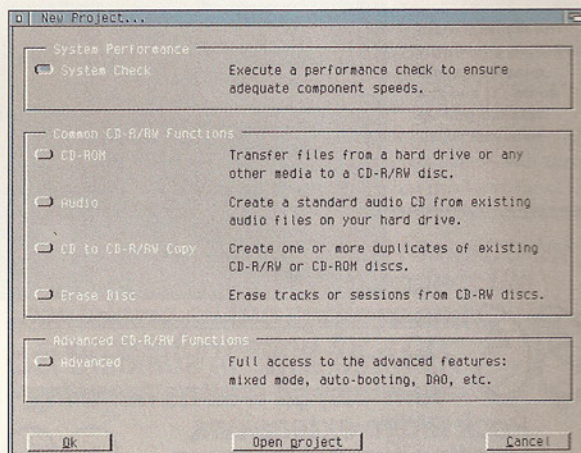 New Project...
System Performance
System Check
Execute a performance check to ensure
adequate component speeds.
Common CD-R/RW Functions
CD-ROM
Transfer files from a hard drive or any
other media to a CD-R/RW disc.
Audio
Create a standard audio CD from existing
audio files on your hard drive.
CD to CD-R/RW Copy
Create one or more duplicates of existing
CD-R/RW or CD-ROM discs.
Erase Disc
Erase tracks or sessions from CD-RW discs.
Advanced CD-R/RW Functions
Advanced
Full access to the advanced features:
mixed mode, auto-booting, DAO, etc.
Ok
Open project
Cancel